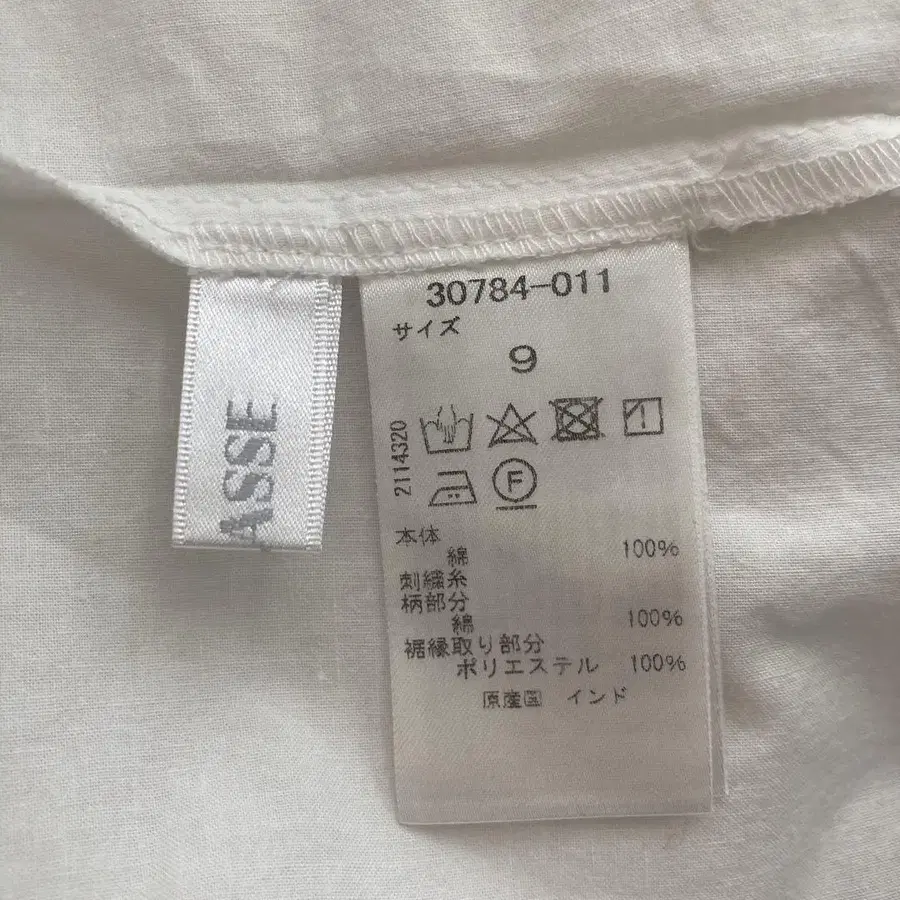 ASSE
30784-011
サイズ
9
2114320
F
本体
綿 100%
刺繍糸
柄部分
綿 100%
裾縁取り部分
ポリエステル 100%
原産国 インド